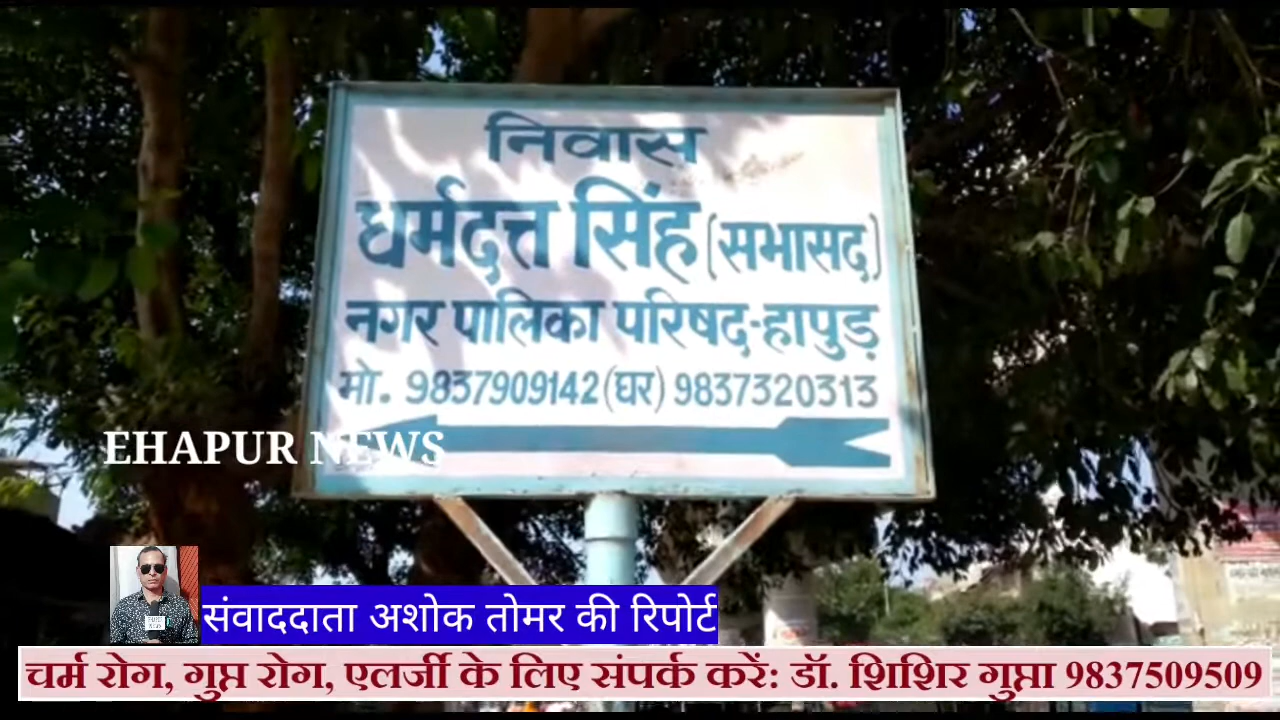 निवास
धर्मदत्त सिंह (सभासद)
नगर पालिका परिषद-हापुड़
मो. 9837909142 (घर) 9837320313
EHAPUR NEWS
संवाददाता अशोक तोमर की रिपोर्ट
चर्म रोग, गुप्त रोग, एलर्जी के लिए संपर्क करें: डॉ. शिशिर गुप्ता 9837509509